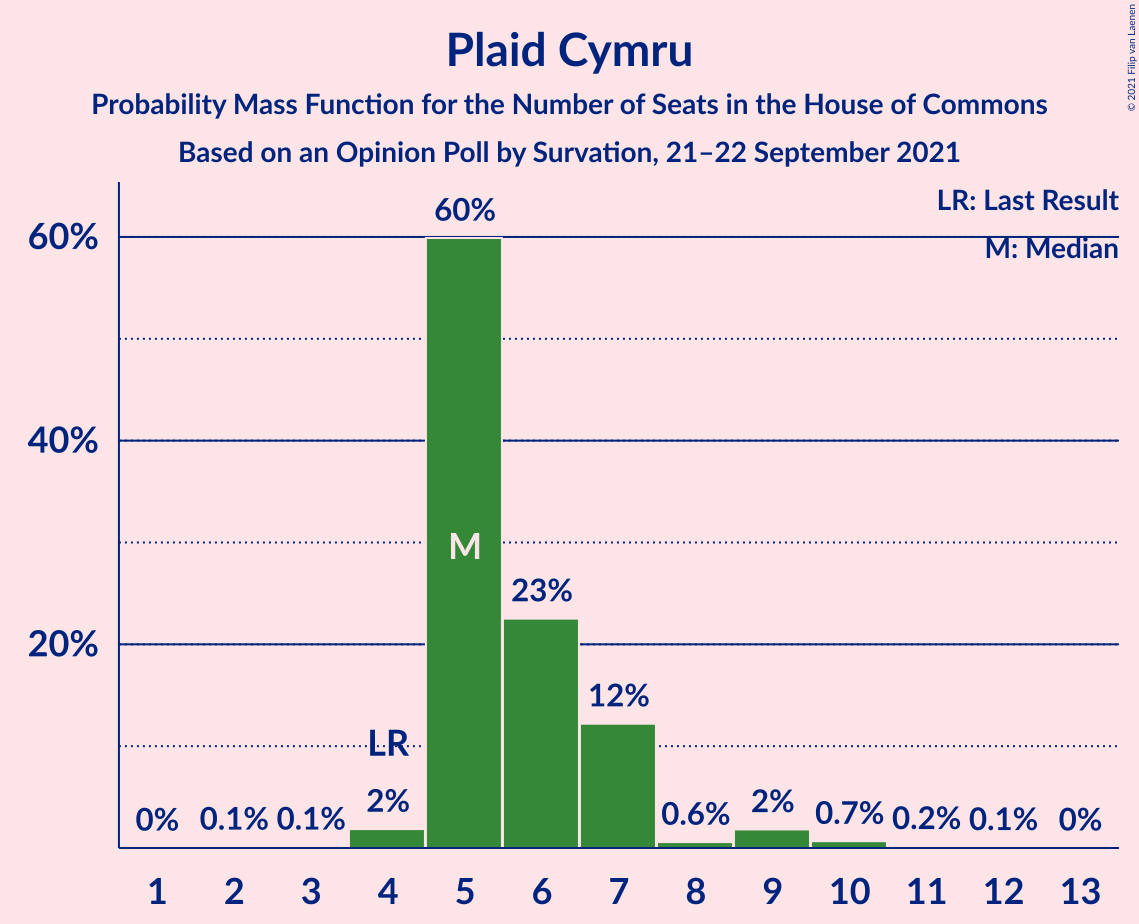 Plaid Cymru
Probability Mass Function for the Number of Seats in the House of Commons
Based on an Opinion Poll by Survation, 21–22 September 2021
© 2021 Filip van Laenen
LR: Last Result
M: Median
60%
40%
20%
0%
0.1%
0.1%
LR
2%
60%
M
23%
12%
0.6%
2%
0.7%
0.2%
0.1%
0%
1 2 3 4 5 6 7 8 9 10 11 12 13